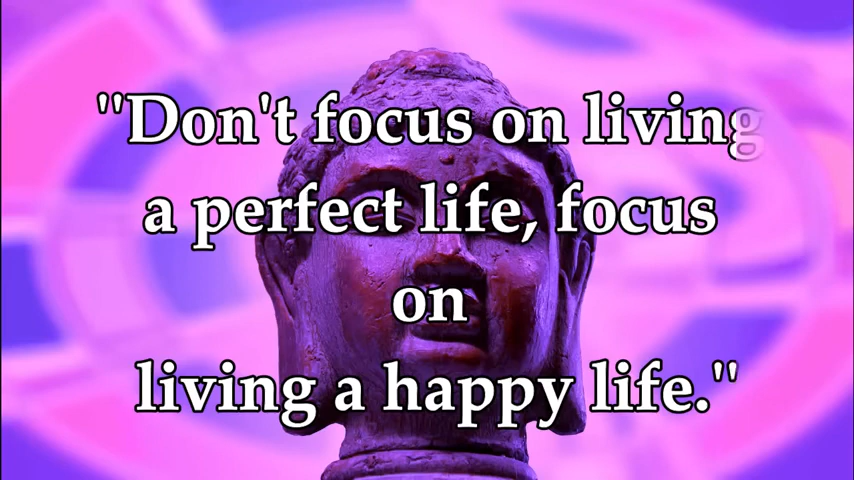 "Don't focus on living
a perfect life, focus
on
living a happy life."